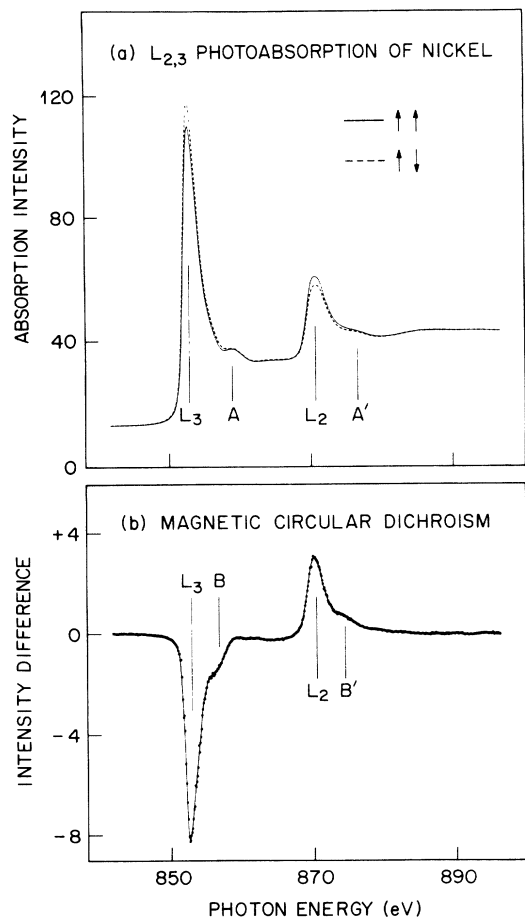 (a) L2,3 PHOTOABSORPTION OF NICKEL
ABSORPTION INTENSITY
120
80
40
0
L3 A L2 A′
(b) MAGNETIC CIRCULAR DICHROISM
INTENSITY DIFFERENCE
+4
0
-4
-8
L3 B
L2 B′
850 870 890
PHOTON ENERGY (eV)